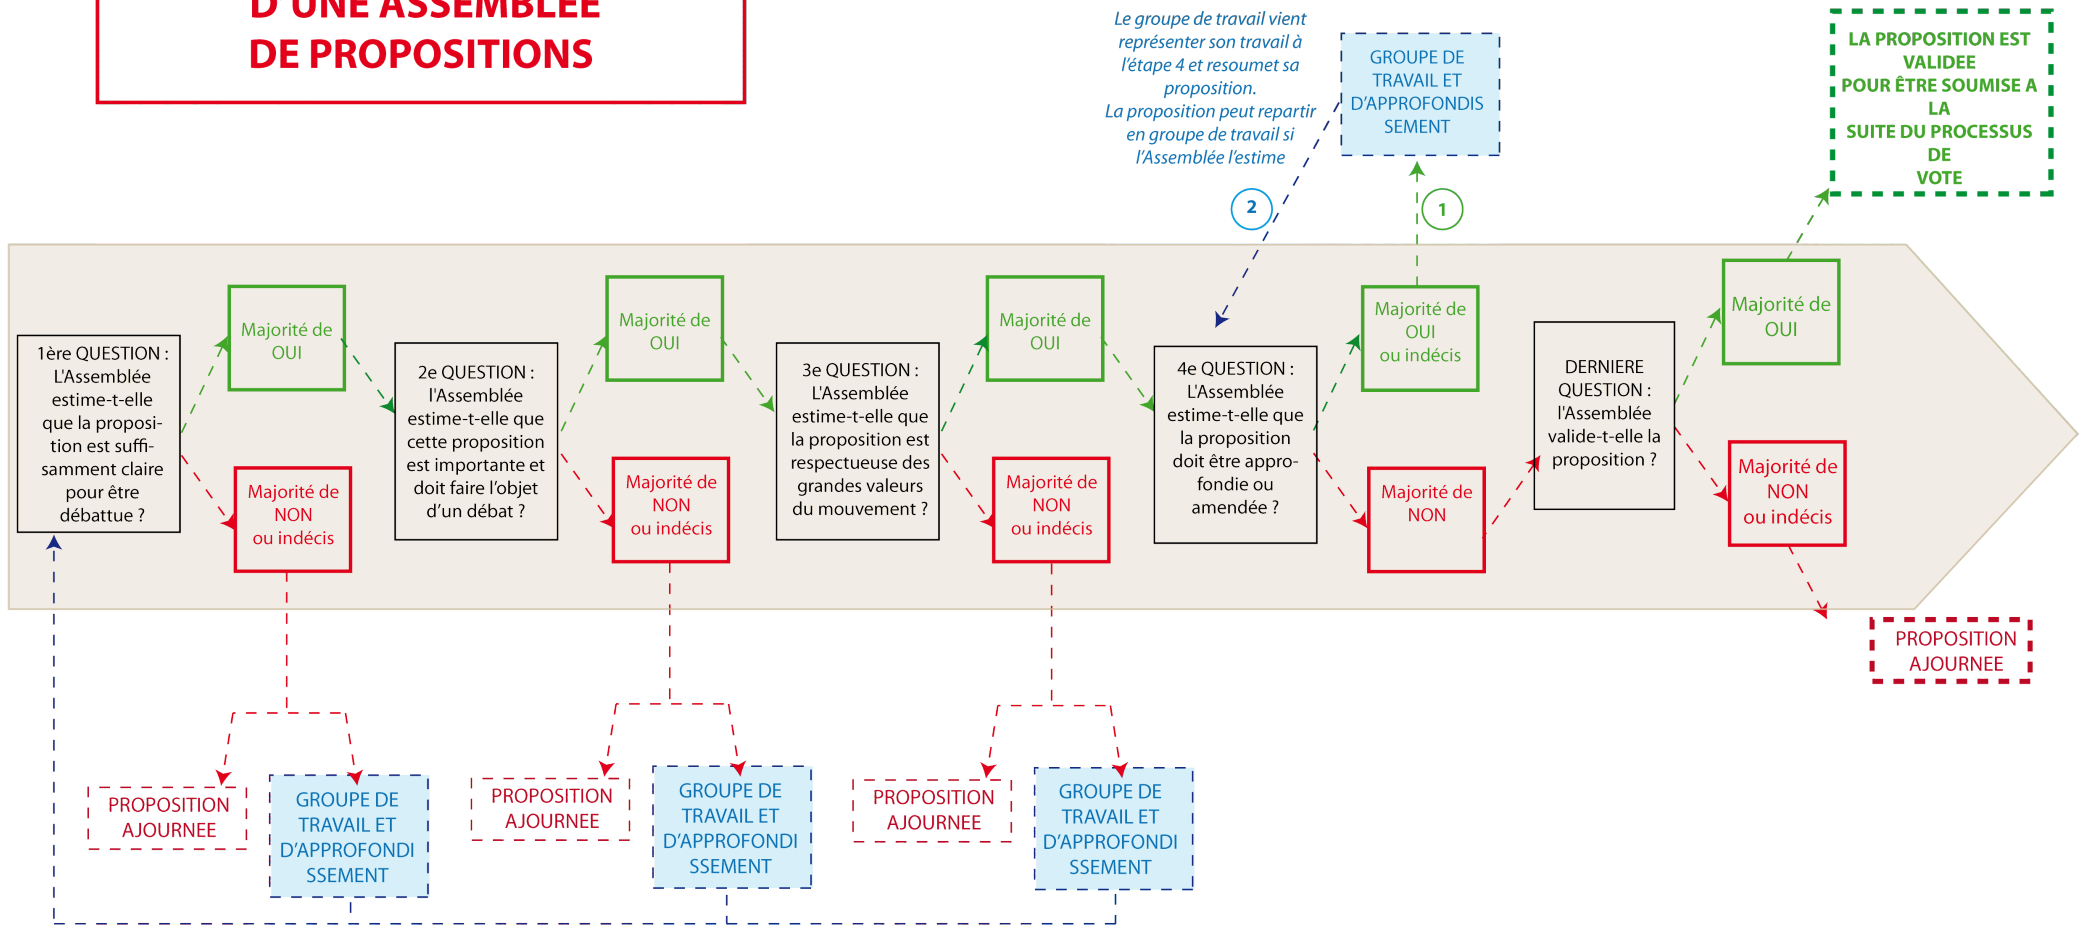 D'UNE ASSEMBLÉE
DE PROPOSITIONS
Le groupe de travail vient
représenter son travail à
l'étape 4 et resoumet sa
proposition.
La proposition peut repartir
en groupe de travail si
l'Assemblée l'estime
GROUPE DE
TRAVAIL ET
D'APPROFONDIS
SEMENT
LA PROPOSITION EST
VALIDEE
POUR ÊTRE SOUMISE A
LA
SUITE DU PROCESSUS
DE
VOTE
2
1
1ère QUESTION :
L'Assemblée
estime-t-elle
que la proposi-
tion est suffi-
samment claire
pour être
débattue ?
Majorité de
OUI
Majorité de
NON
ou indécis
2e QUESTION :
l'Assemblée
estime-t-elle que
cette proposition
est importante et
doit faire l'objet
d'un débat ?
Majorité de
OUI
Majorité de
NON
ou indécis
3e QUESTION :
L'Assemblée
estime-t-elle que
la proposition est
respectueuse des
grandes valeurs
du mouvement ?
Majorité de
OUI
Majorité de
NON
ou indécis
4e QUESTION :
L'Assemblée
estime-t-elle que
la proposition
doit être appro-
fondie ou
amendée ?
Majorité de
OUI
ou indécis
Majorité de
NON
DERNIERE
QUESTION :
l'Assemblée
valide-t-elle la
proposition ?
Majorité de
OUI
Majorité de
NON
ou indécis
PROPOSITION
AJOURNEE
PROPOSITION
AJOURNEE
GROUPE DE
TRAVAIL ET
D'APPROFONDI
SSEMENT
PROPOSITION
AJOURNEE
GROUPE DE
TRAVAIL ET
D'APPROFONDI
SSEMENT
PROPOSITION
AJOURNEE
GROUPE DE
TRAVAIL ET
D'APPROFONDI
SSEMENT